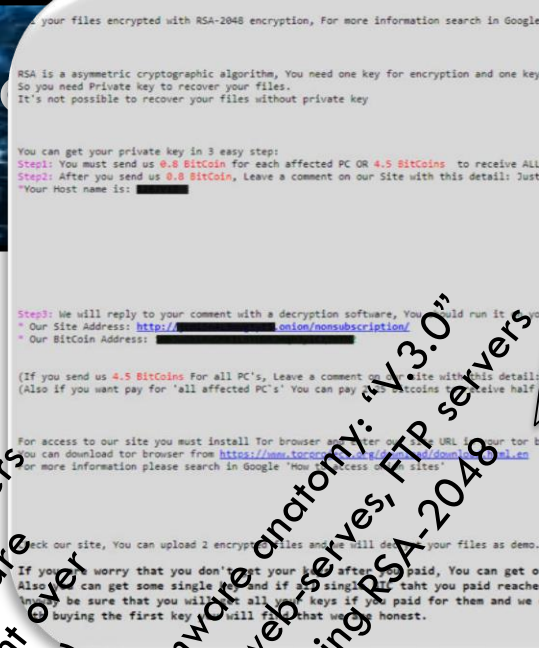 your files encrypted with RSA-2048 encryption, For more information search in Google
RSA is a asymmetric cryptographic algorithm, You need one key for encryption and one key
So you need Private key to recover your files.
It's not possible to recover your files without private key
You can get your private key in 3 easy step:
Step1: You must send us 0.8 BitCoin for each affected PC OR 4.5 BitCoins to receive ALL
Step2: After you send us 0.8 BitCoin, Leave a comment on our Site with this detail: Just
*Your Host name is:
Step3: We will reply to your comment with a decryption software, You should run it
* Our Site Address: http:// .onion/nonsubscription/
* Our BitCoin Address:
(If you send us 4.5 BitCoins For all PC's, Leave a comment on our site with this detail:
(Also if you want pay for 'all affected PC's' You can pay bitcoins to receive half
For access to our site you must install Tor browser and enter our site URL in your tor b
You can download tor browser from https://www.torproject.org/download/download.html.en
For more information please search in Google 'How to access onion sites'
our site, You can upload 2 encrypted files and we will decrypt your files as demo.
If you are worry that you don't get your keys after you paid, You can get o
Also you can get some single key and if all single taht you paid reache
be sure that you will get all your keys if you paid for them and we
buying the first key you will find that we are honest.
ware anatomy: "V.3.0"
web-serves, FTP servers
ing RSA-2048
ers
are
nt over